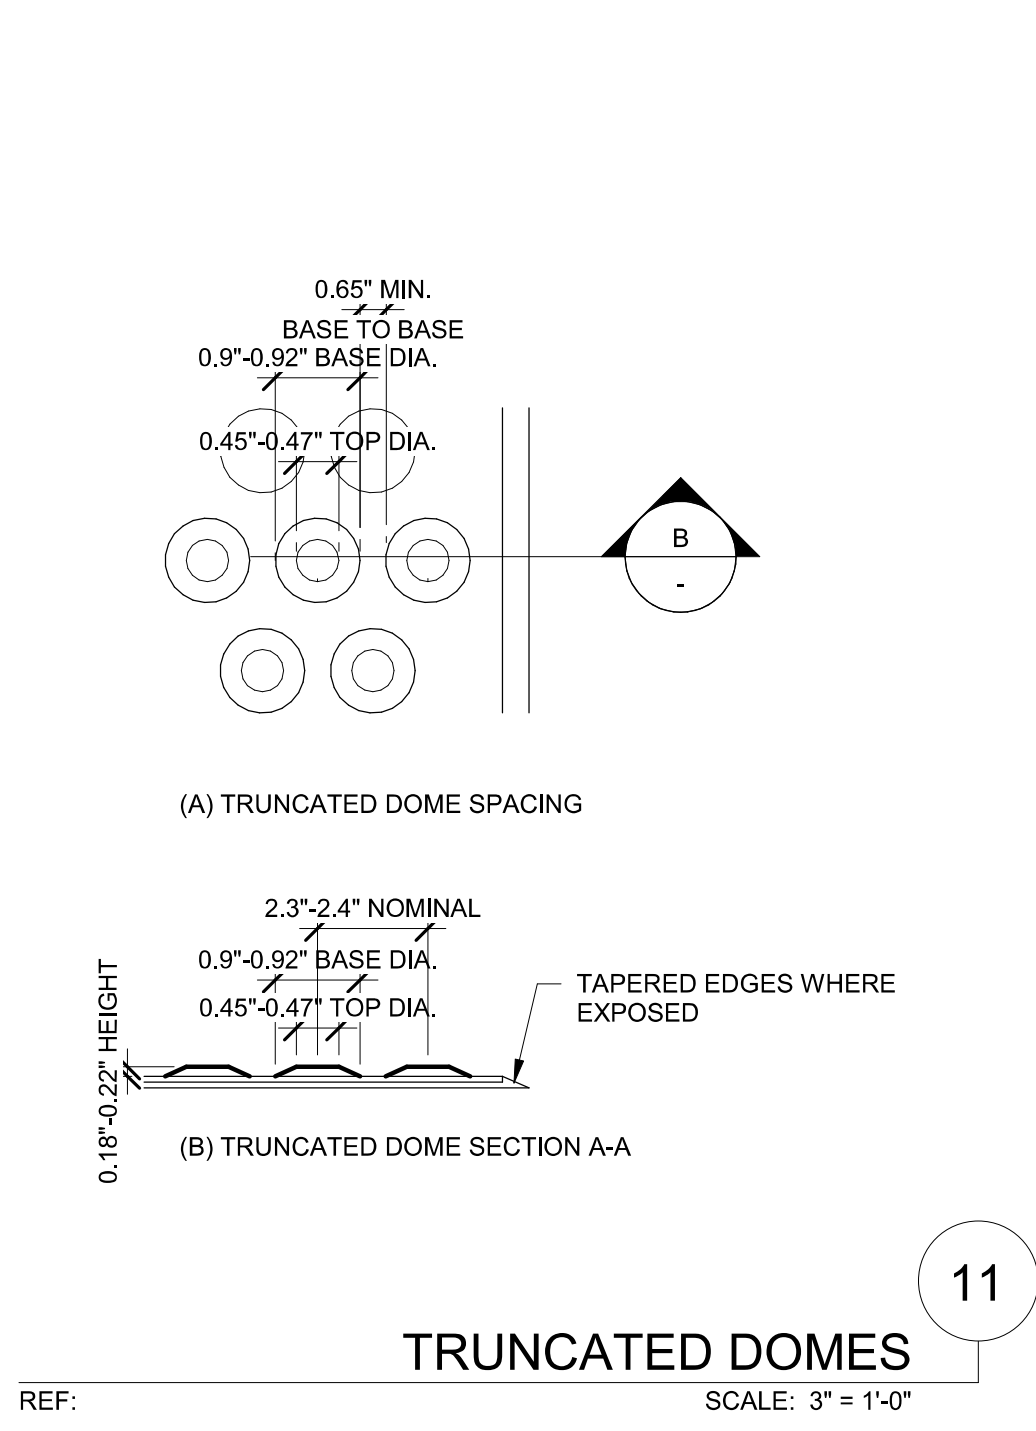 0.65" MIN.
BASE TO BASE
0.9"-0.92" BASE DIA.
0.45"-0.47" TOP DIA.
B
-
(A) TRUNCATED DOME SPACING
2.3"-2.4" NOMINAL
0.9"-0.92" BASE DIA.
0.45"-0.47" TOP DIA.
0.18"-0.22" HEIGHT
TAPERED EDGES WHERE
EXPOSED
(B) TRUNCATED DOME SECTION A-A
11
TRUNCATED DOMES
REF:
SCALE: 3" = 1'-0"